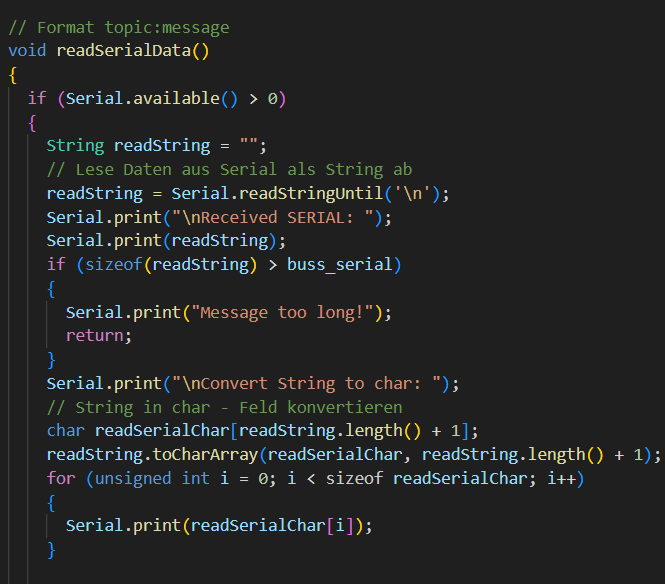 // Format topic:message
void readSerialData()
{
if (Serial.available() > 0)
{
String readString = "";
// Lese Daten aus Serial als String ab
readString = Serial.readStringUntil('\n');
Serial.print("\nReceived SERIAL: ");
Serial.print(readString);
if (sizeof(readString) > buss_serial)
{
Serial.print("Message too long!");
return;
}
Serial.print("\nConvert String to char: ");
// String in char - Feld konvertieren
char readSerialChar[readString.length() + 1];
readString.toCharArray(readSerialChar, readString.length() + 1);
for (unsigned int i = 0; i < sizeof readSerialChar; i++)
{
Serial.print(readSerialChar[i]);
}